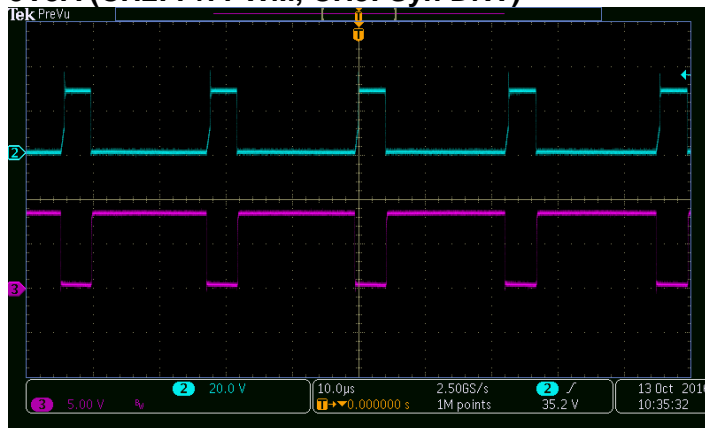 Tek PreVu
T
T
2
3
2 20.0 V 10.0µs 2.50GS/s 2 35.2 V 13 Oct 201
3 5.00 V BW T→▼0.000000 s 1M points 10:35:32